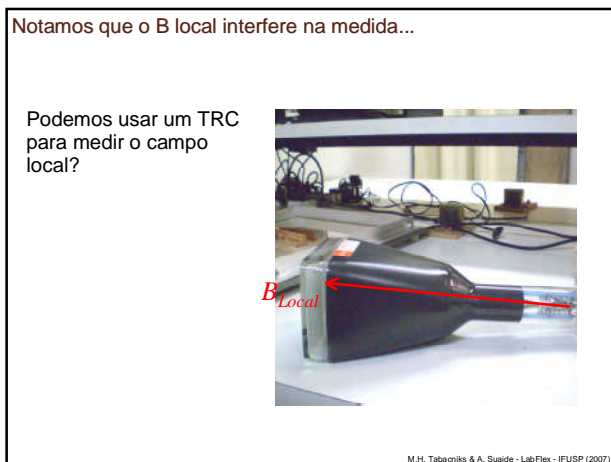 Notamos que o B local interfere na medida...
Podemos usar um TRC
para medir o campo
local?
B Local
M.H. Tabacniks & A. Suaide - LabFlex - IFUSP (2007)